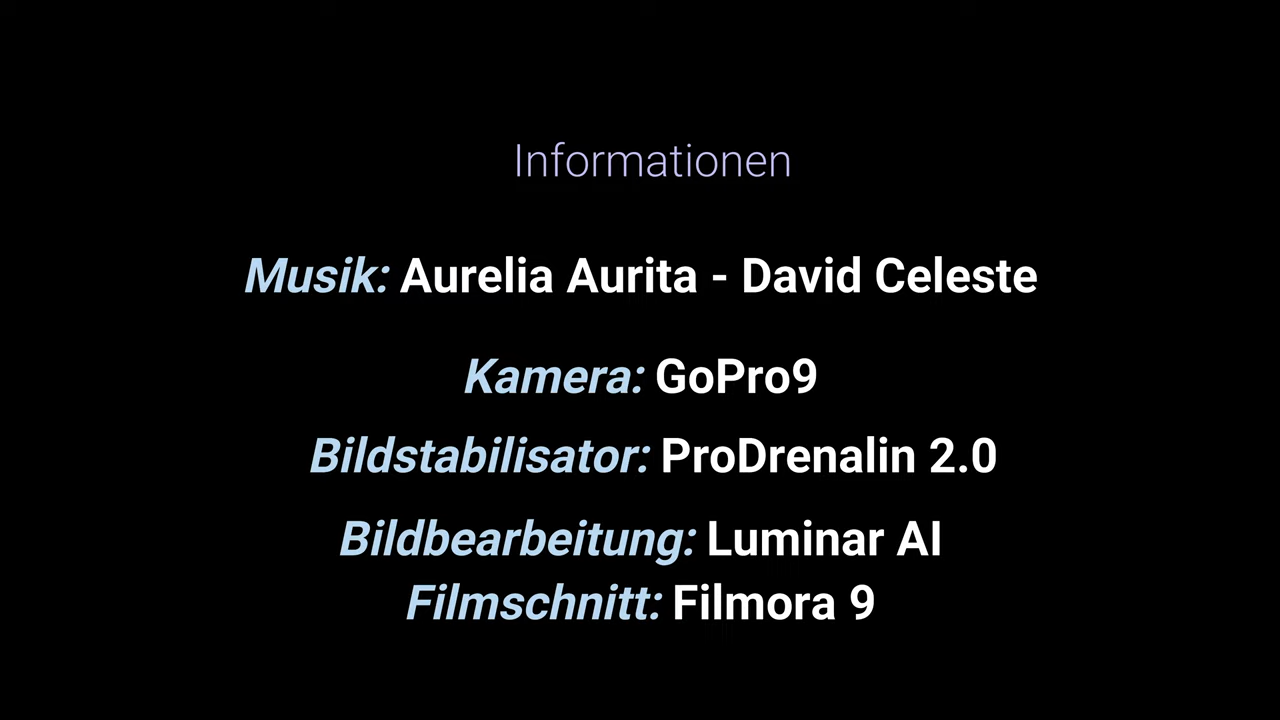 Informationen
Musik: Aurelia Aurita - David Celeste
Kamera: GoPro9
Bildstabilisator: ProDrenalin 2.0
Bildbearbeitung: Luminar AI
Filmschnitt: Filmora 9